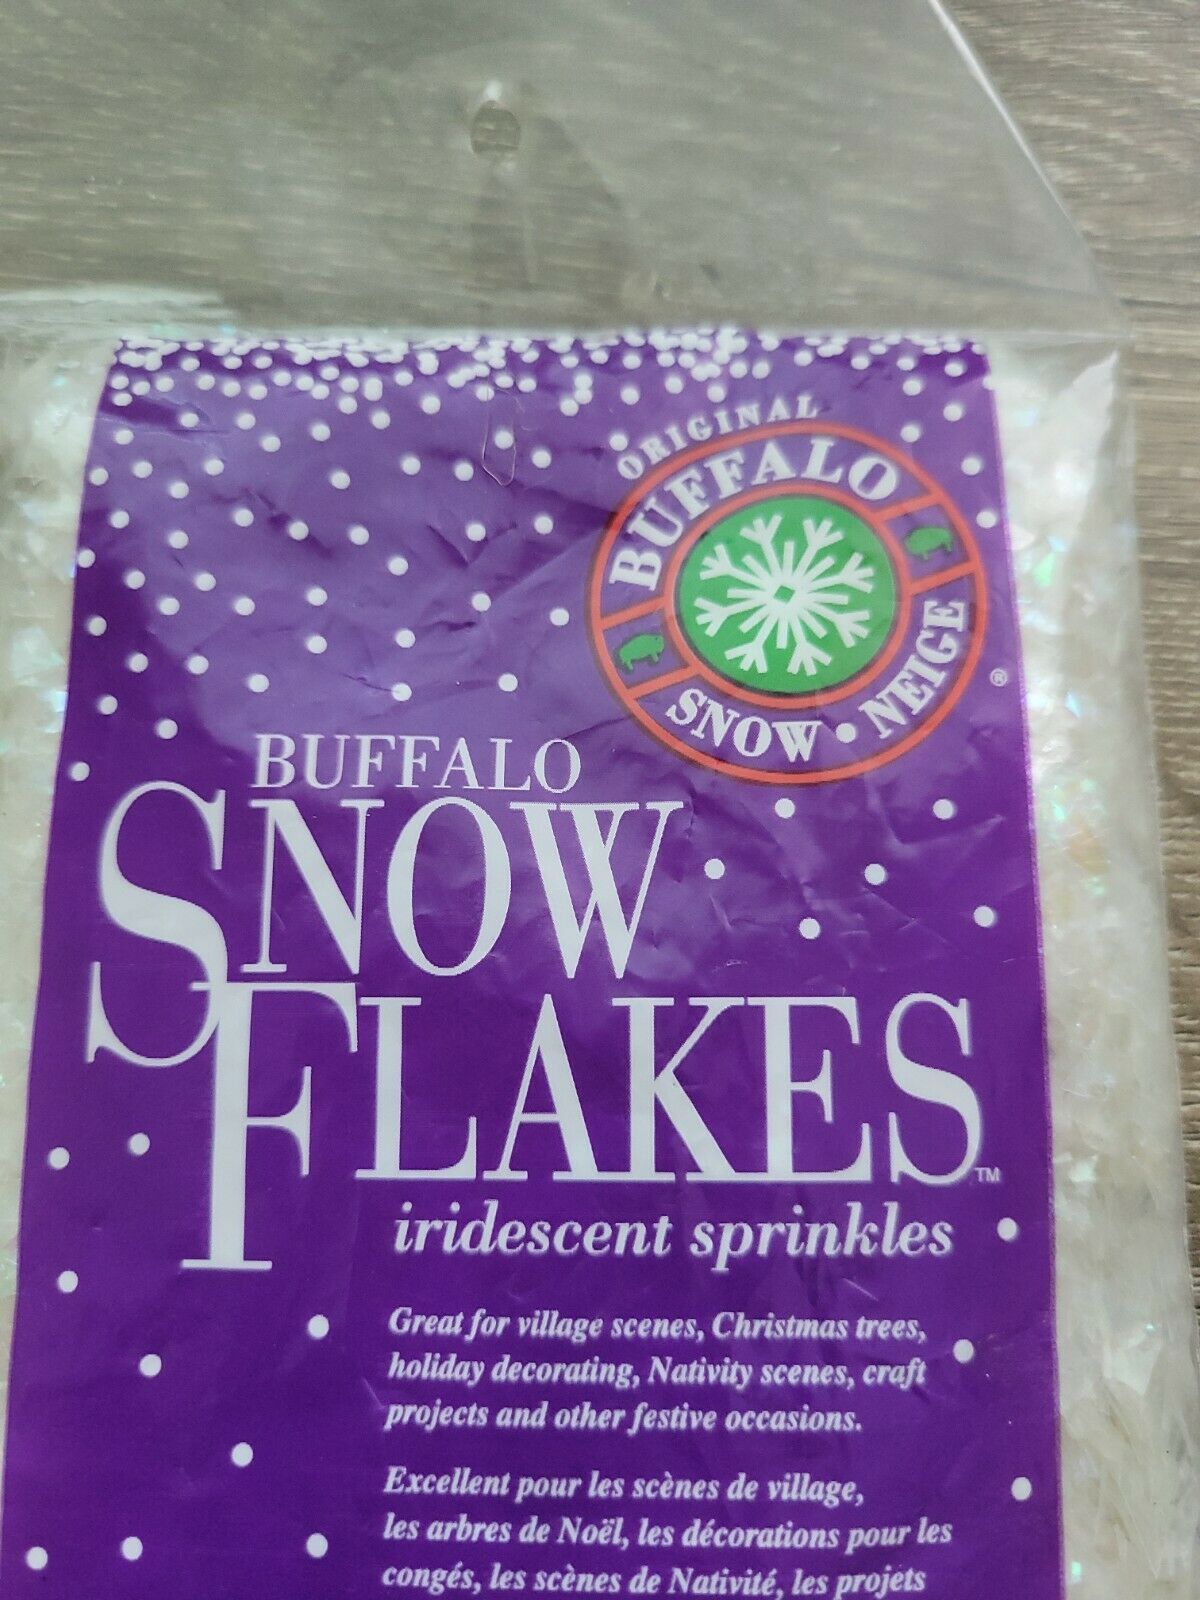 ORIGINAL
BUFFALO
SNOW • NEIGE
®
BUFFALO
SNOW
FLAKES™
iridescent sprinkles
Great for village scenes, Christmas trees,
holiday decorating, Nativity scenes, craft
projects and other festive occasions.
Excellent pour les scènes de village,
les arbres de Noël, les décorations pour les
congés, les scènes de Nativité, les projets